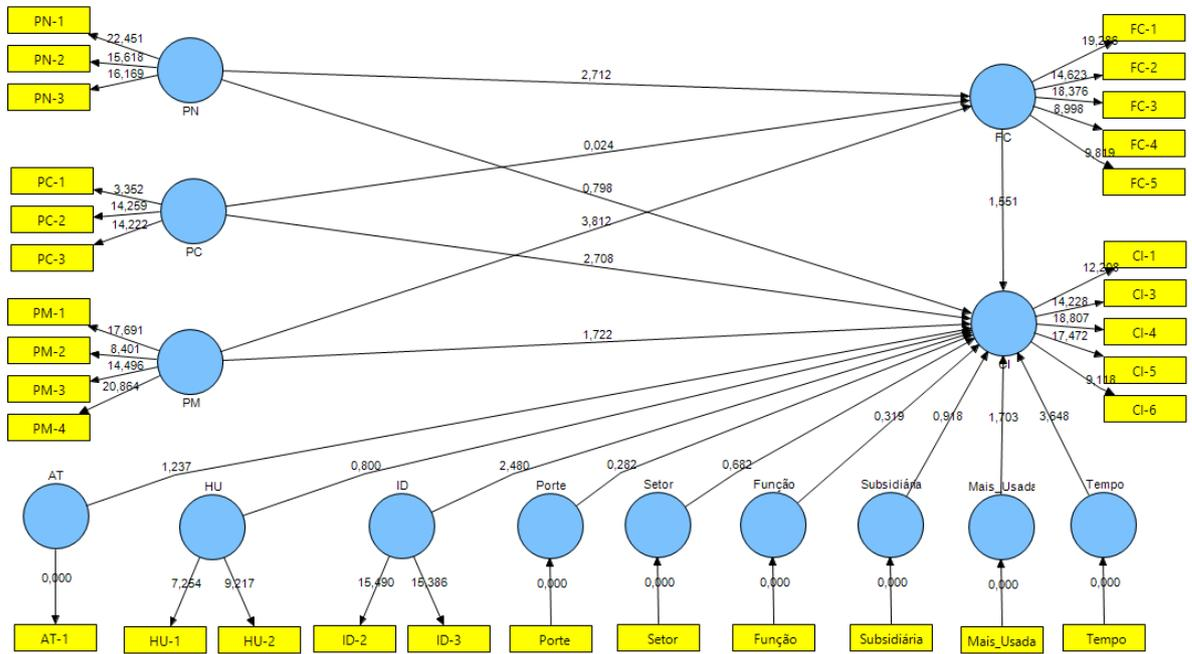 PN-1
22,451
PN-2
15,618
PN-3
16,169
PN
2,712
FC-1
19,286
FC-2
14,623
FC-3
18,376
FC-4
8,998
FC-5
9,819
FC
0,024
0,798
3,812
1,551
PC-1
3,352
PC-2
14,259
PC-3
14,222
PC
2,708
CI-1
12,298
CI-3
14,228
CI-4
18,807
CI-5
17,472
CI-6
9,118
CI
PM-1
17,691
PM-2
8,401
PM-3
14,496
PM-4
20,864
PM
1,722
1,237
0,800
2,480
0,282
0,682
0,319
0,918
1,703
3,648
AT
HU
ID
Porte
Setor
Função
Subsidiária
Mais_Usada
Tempo
0,000
7,254
9,217
15,490
15,386
0,000
0,000
0,000
0,000
0,000
0,000
AT-1
HU-1
HU-2
ID-2
ID-3
Porte
Setor
Função
Subsidiária
Mais_Usada
Tempo